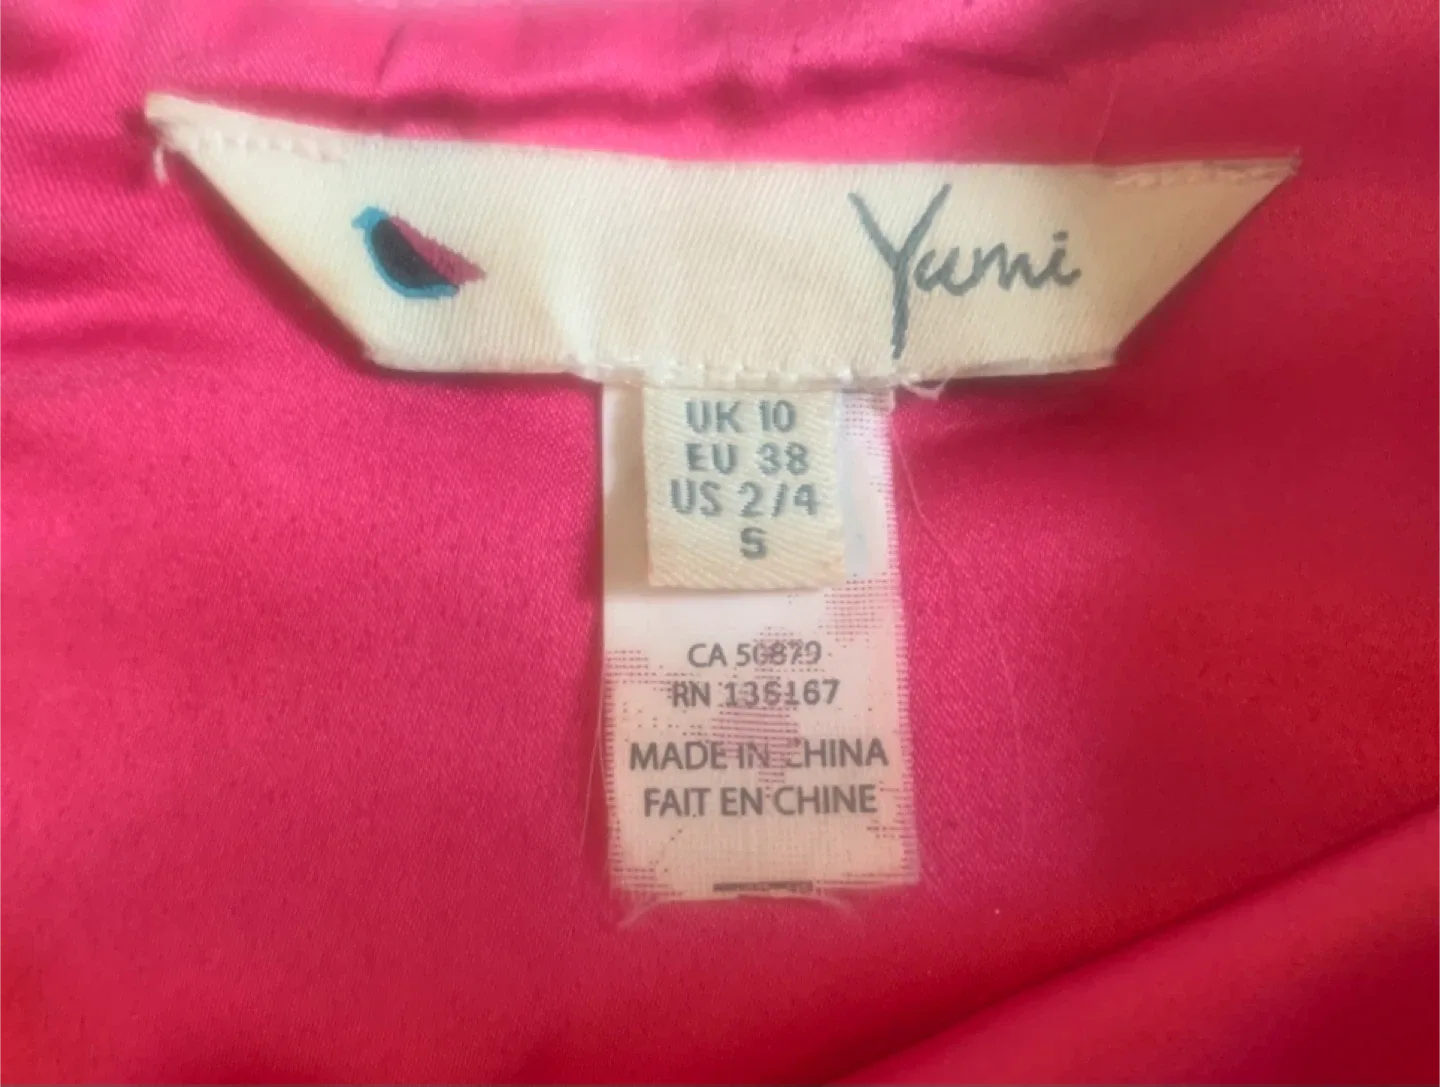 Yumi
UK 10
EU 38
US 2/4
S
CA 50879
RN 136167
MADE IN CHINA
FAIT EN CHINE